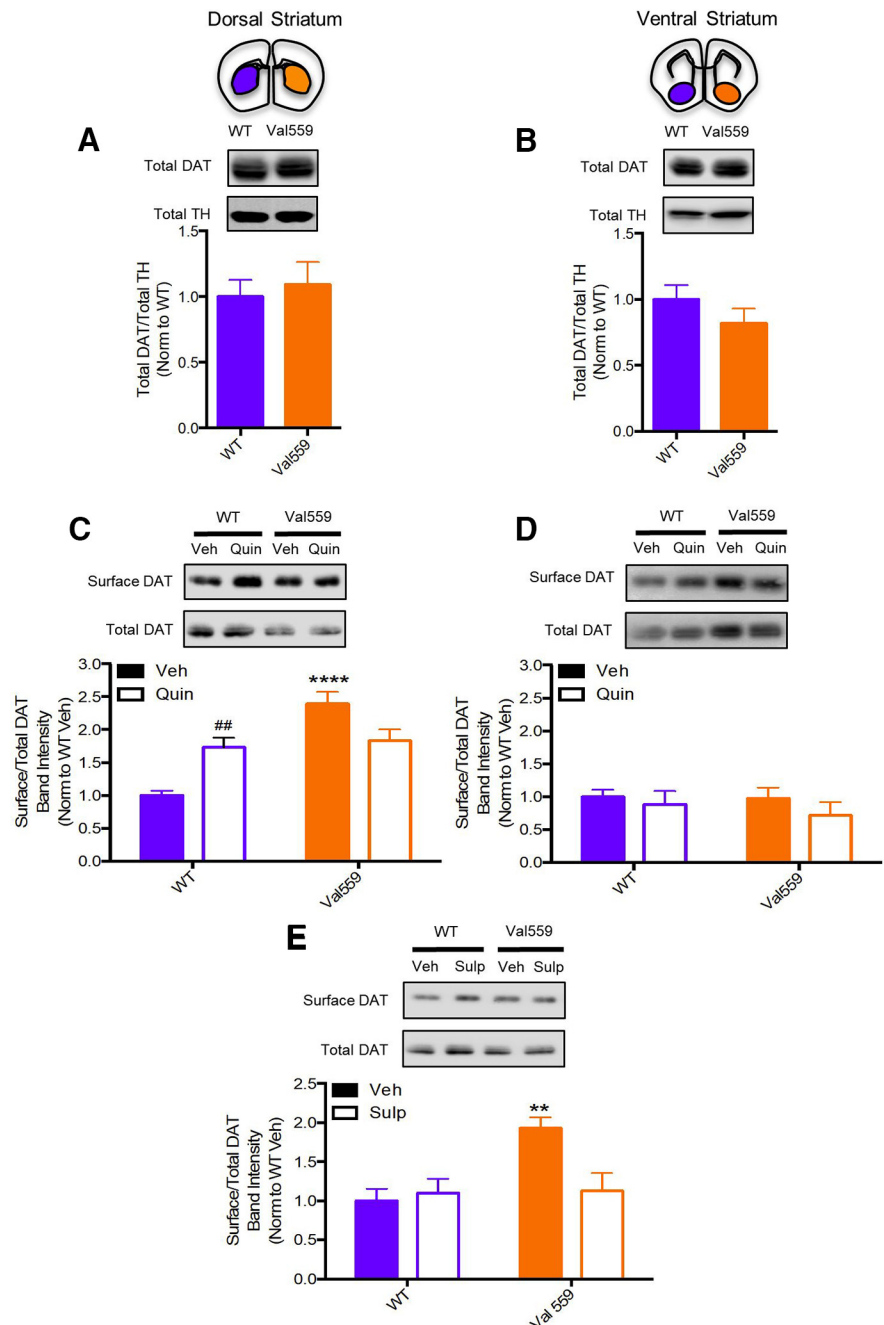 Dorsal Striatum
Ventral Striatum
A
WT Val559
Total DAT
Total TH
1.5
1.0
0.5
0.0
Total DAT/Total TH
(Norm to WT)
WT
Val559
B
WT Val559
Total DAT
Total TH
1.5
1.0
0.5
0.0
Total DAT/Total TH
(Norm to WT)
WT
Val559
C
WT Val559
Veh Quin Veh Quin
Surface DAT
Total DAT
3.0
2.5
2.0
1.5
1.0
0.5
0.0
Surface/Total DAT
Band Intensity
(Norm to WT Veh)
Veh
Quin
##
****
WT
Val559
D
WT Val559
Veh Quin Veh Quin
Surface DAT
Total DAT
3.0
2.5
2.0
1.5
1.0
0.5
0.0
Surface/Total DAT
Band Intensity
(Norm to WT Veh)
Veh
Quin
WT
Val559
E
WT Val559
Veh Sulp Veh Sulp
Surface DAT
Total DAT
2.5
2.0
1.5
1.0
0.5
0.0
Surface/Total DAT
Band Intensity
(Norm to WT Veh)
Veh
Sulp
**
WT
Val 559